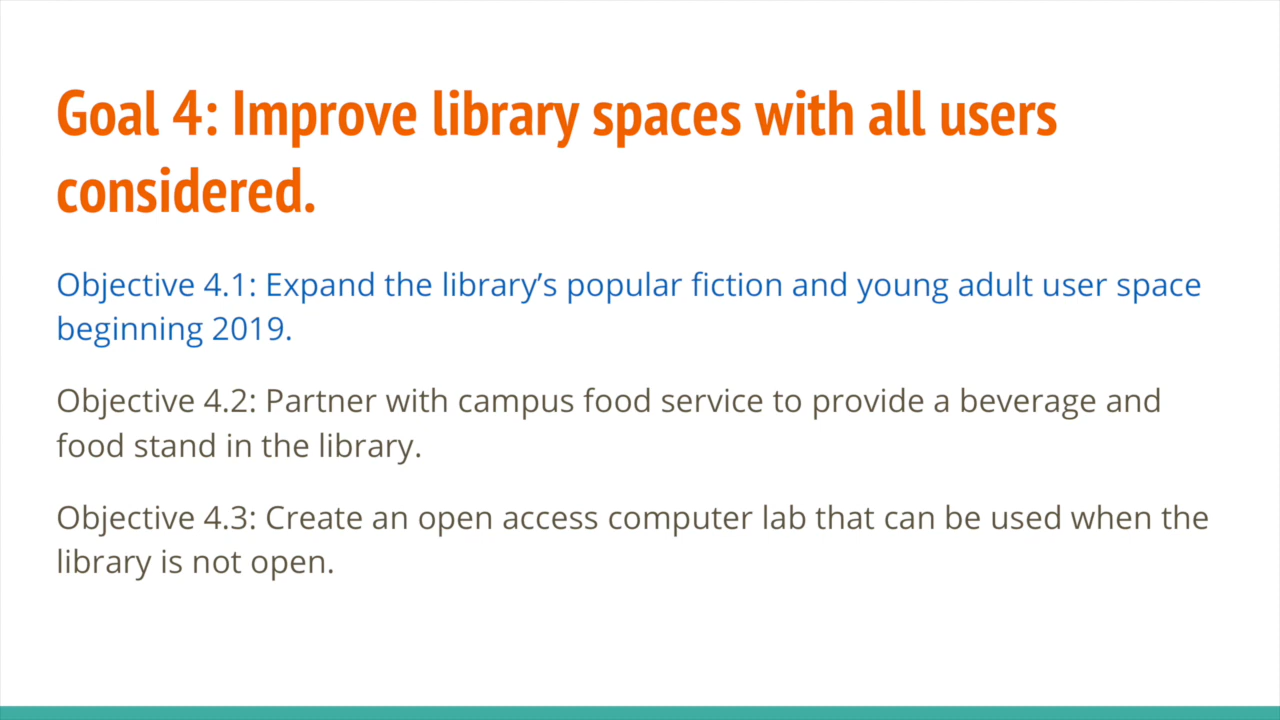 Goal 4: Improve library spaces with all users
considered.
Objective 4.1: Expand the library’s popular fiction and young adult user space
beginning 2019.
Objective 4.2: Partner with campus food service to provide a beverage and
food stand in the library.
Objective 4.3: Create an open access computer lab that can be used when the
library is not open.